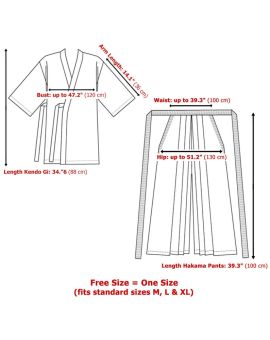 Arm Length: 14.1" (36 cm)
Bust: up to 47.2" (120 cm)
Waist: up to 39.3" (100 cm)
Hip: up to 51.2" (130 cm)
Length Kendo Gi: 34."6 (88 cm)
Length Hakama Pants: 39.3" (100 cm)
Free Size = One Size
(fits standard sizes M, L & XL)